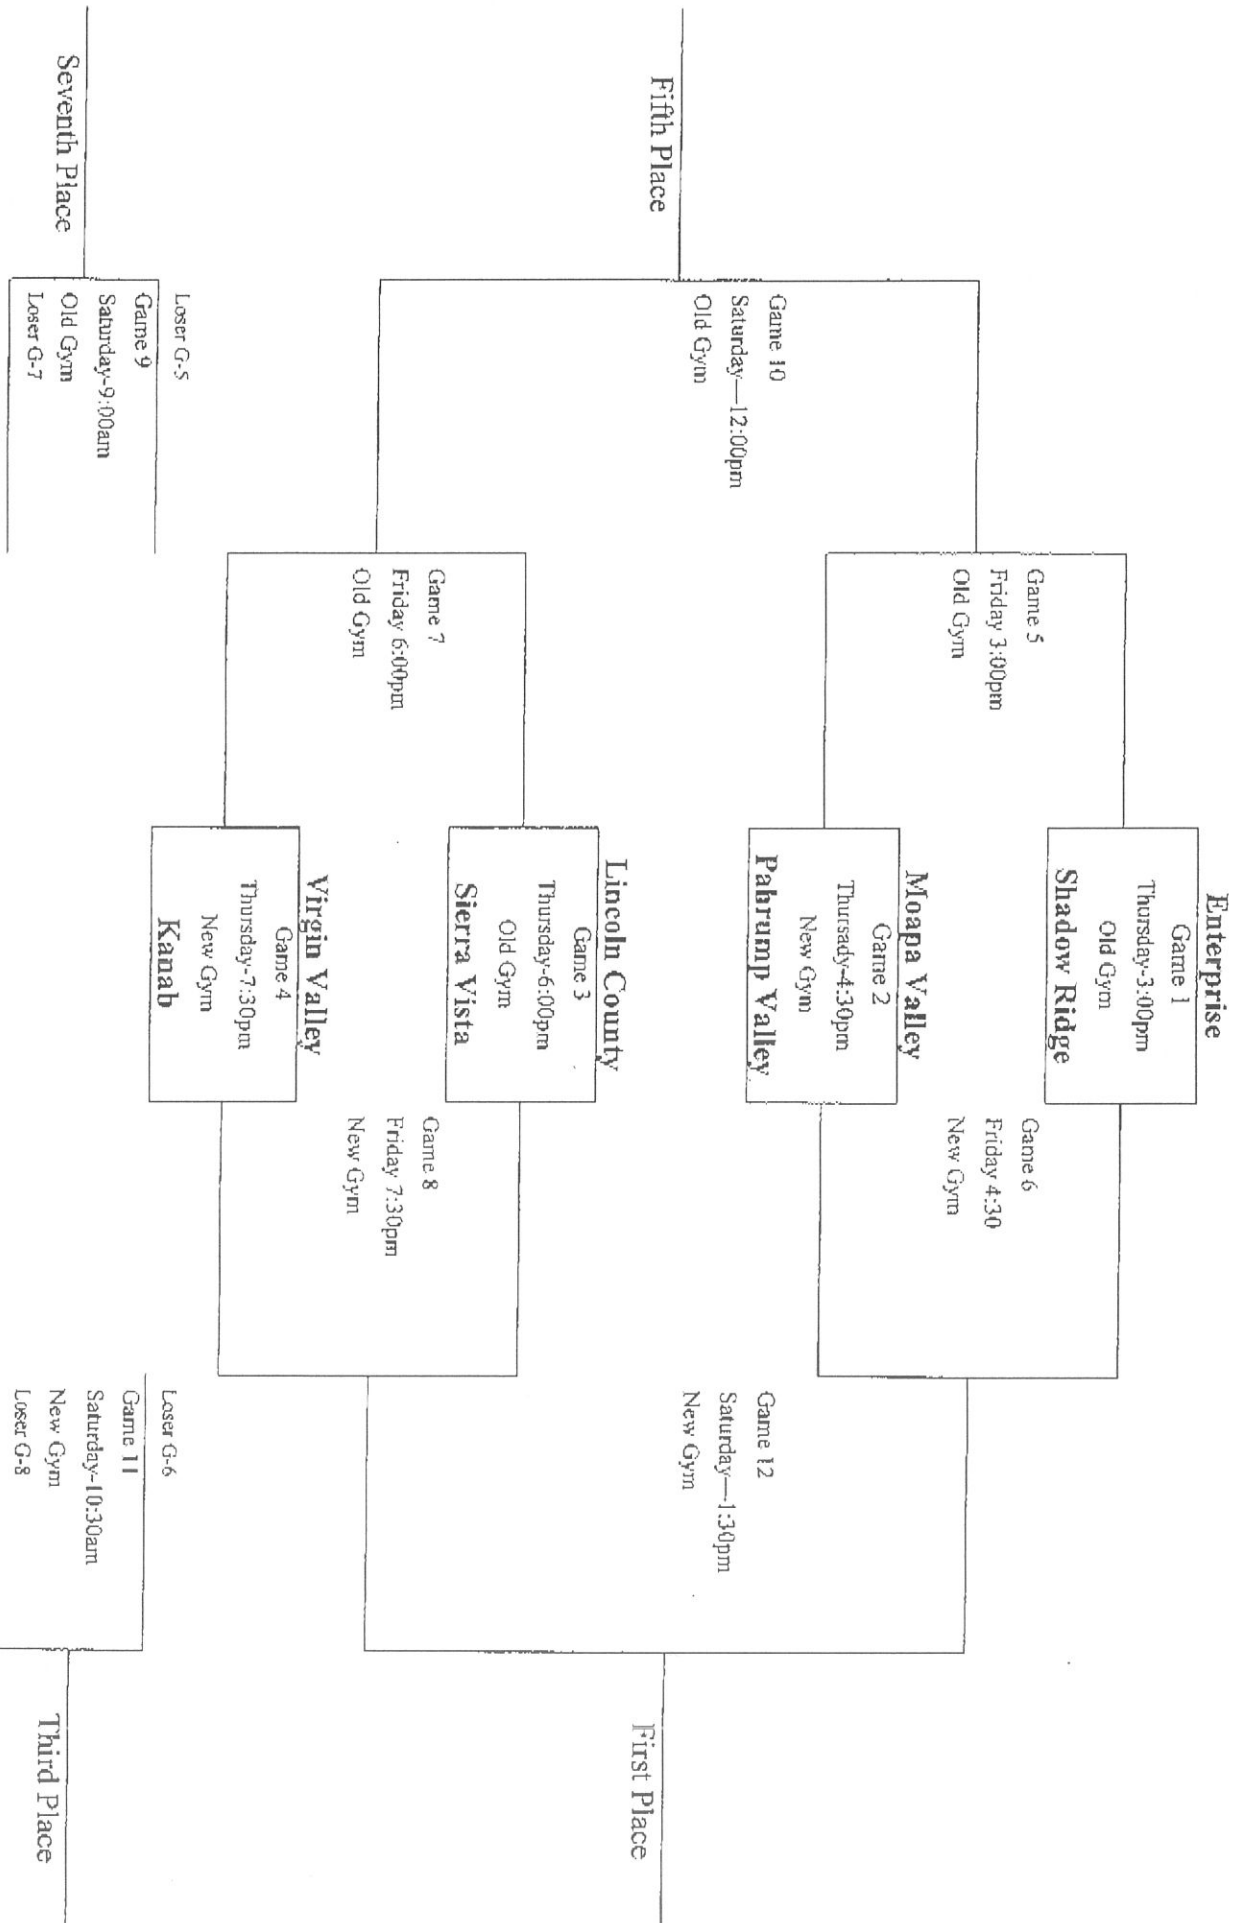 Enterprise
Game 1
Thursday-3:00pm
Old Gym
Shadow Ridge
Game 5
Friday 3:00pm
Old Gym
Game 6
Friday 4:30
New Gym
Moapa Valley
Game 2
Thursady-4:30pm
New Gym
Pahrump Valley
Game 10
Saturday—12:00pm
Old Gym
Fifth Place
Game 12
Saturday—1:30pm
New Gym
First Place
Lincoln County
Game 3
Thursday-6:00pm
Old Gym
Sierra Vista
Game 7
Friday 6:00pm
Old Gym
Game 8
Friday 7:30pm
New Gym
Virgin Valley
Game 4
Thursday-7:30pm
New Gym
Kanab
Loser G-5
Game 9
Saturday-9:00am
Old Gym
Loser G-7
Seventh Place
Loser G-6
Game 11
Saturday-10:30am
New Gym
Loser G-8
Third Place